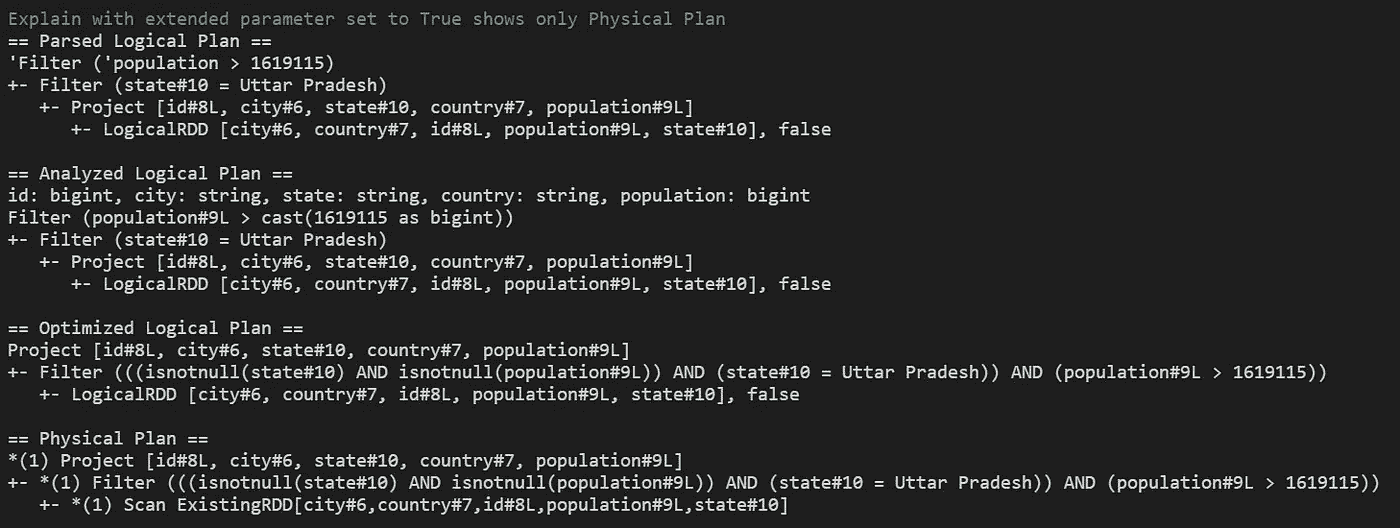 Explain with extended parameter set to True shows only Physical Plan
== Parsed Logical Plan ==
'Filter ('population > 1619115)
+- Filter (state#10 = Uttar Pradesh)
   +- Project [id#8L, city#6, state#10, country#7, population#9L]
      +- LogicalRDD [city#6, country#7, id#8L, population#9L, state#10], false

== Analyzed Logical Plan ==
id: bigint, city: string, state: string, country: string, population: bigint
Filter (population#9L > cast(1619115 as bigint))
+- Filter (state#10 = Uttar Pradesh)
   +- Project [id#8L, city#6, state#10, country#7, population#9L]
      +- LogicalRDD [city#6, country#7, id#8L, population#9L, state#10], false

== Optimized Logical Plan ==
Project [id#8L, city#6, state#10, country#7, population#9L]
+- Filter (((isnotnull(state#10) AND isnotnull(population#9L)) AND (state#10 = Uttar Pradesh)) AND (population#9L > 1619115))
   +- LogicalRDD [city#6, country#7, id#8L, population#9L, state#10], false

== Physical Plan ==
*(1) Project [id#8L, city#6, state#10, country#7, population#9L]
+- *(1) Filter (((isnotnull(state#10) AND isnotnull(population#9L)) AND (state#10 = Uttar Pradesh)) AND (population#9L > 1619115))
   +- *(1) Scan ExistingRDD[city#6,country#7,id#8L,population#9L,state#10]